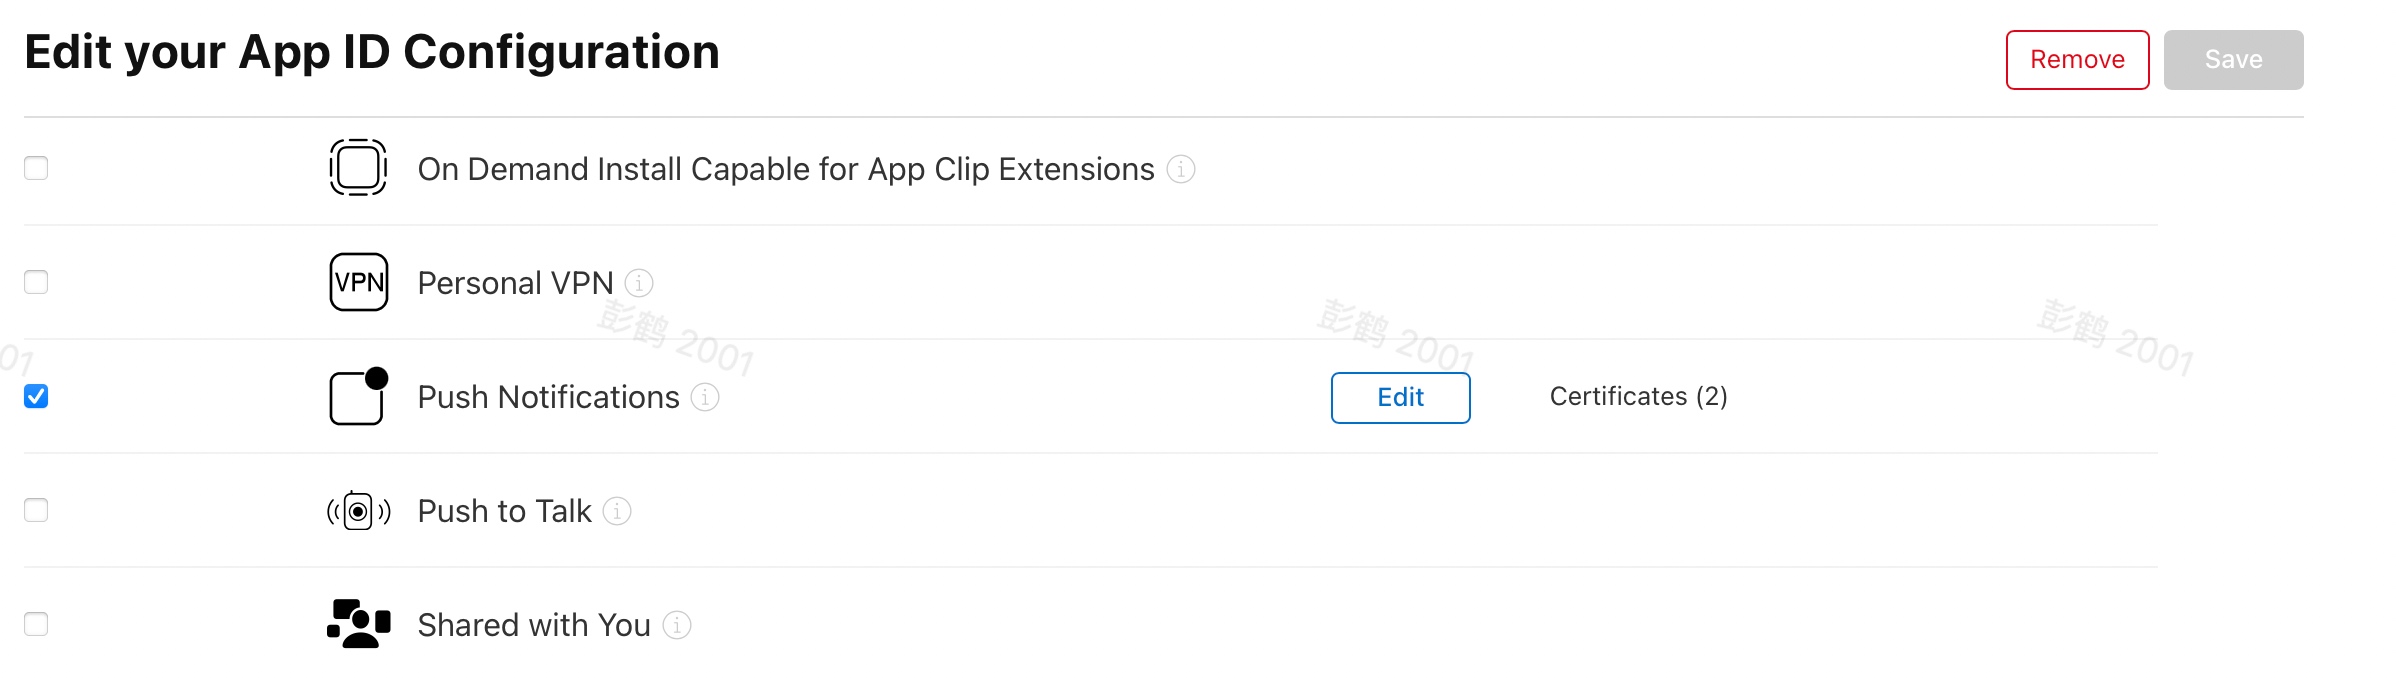 Edit your App ID Configuration
Remove
Save
On Demand Install Capable for App Clip Extensions
VPN
Personal VPN
彭鹤 2001
彭鹤 2001
彭鹤 2001
01
Push Notifications
Edit
Certificates (2)
Push to Talk
Shared with You